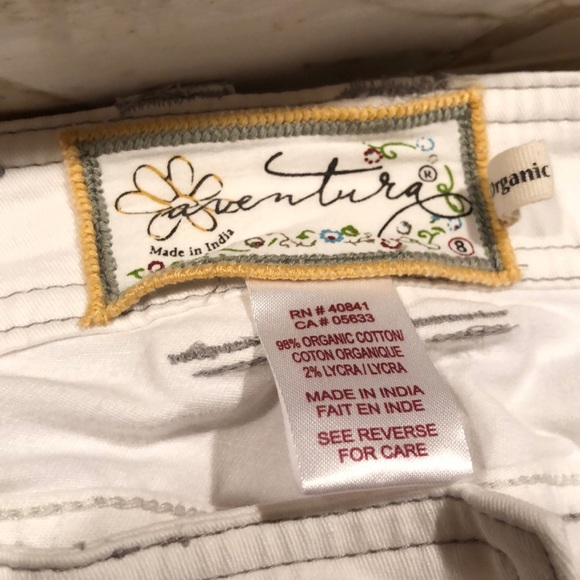 aventura®
Made in India
8
Organic
RN # 40841
CA # 05633
98% ORGANIC COTTON/
COTON ORGANIQUE
2% LYCRA / LYCRA
MADE IN INDIA
FAIT EN INDE
SEE REVERSE
FOR CARE